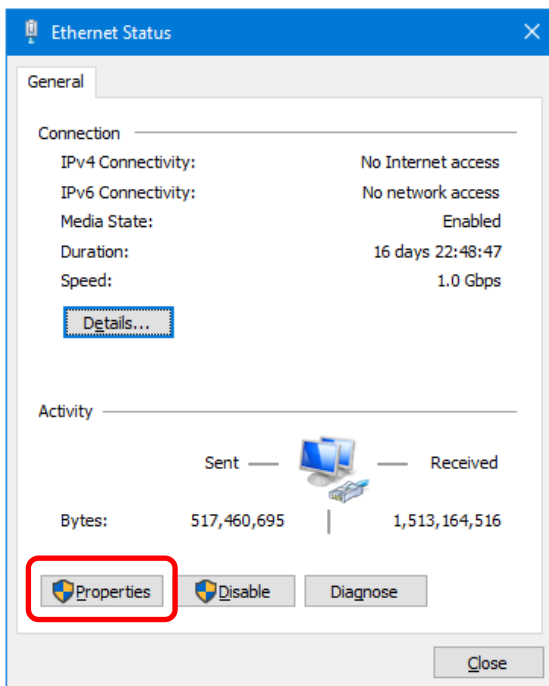 Ethernet Status
General
Connection
IPv4 Connectivity: No Internet access
IPv6 Connectivity: No network access
Media State: Enabled
Duration: 16 days 22:48:47
Speed: 1.0 Gbps
Details...
Activity
Sent Received
Bytes: 517,460,695 1,513,164,516
Properties Disable Diagnose
Close